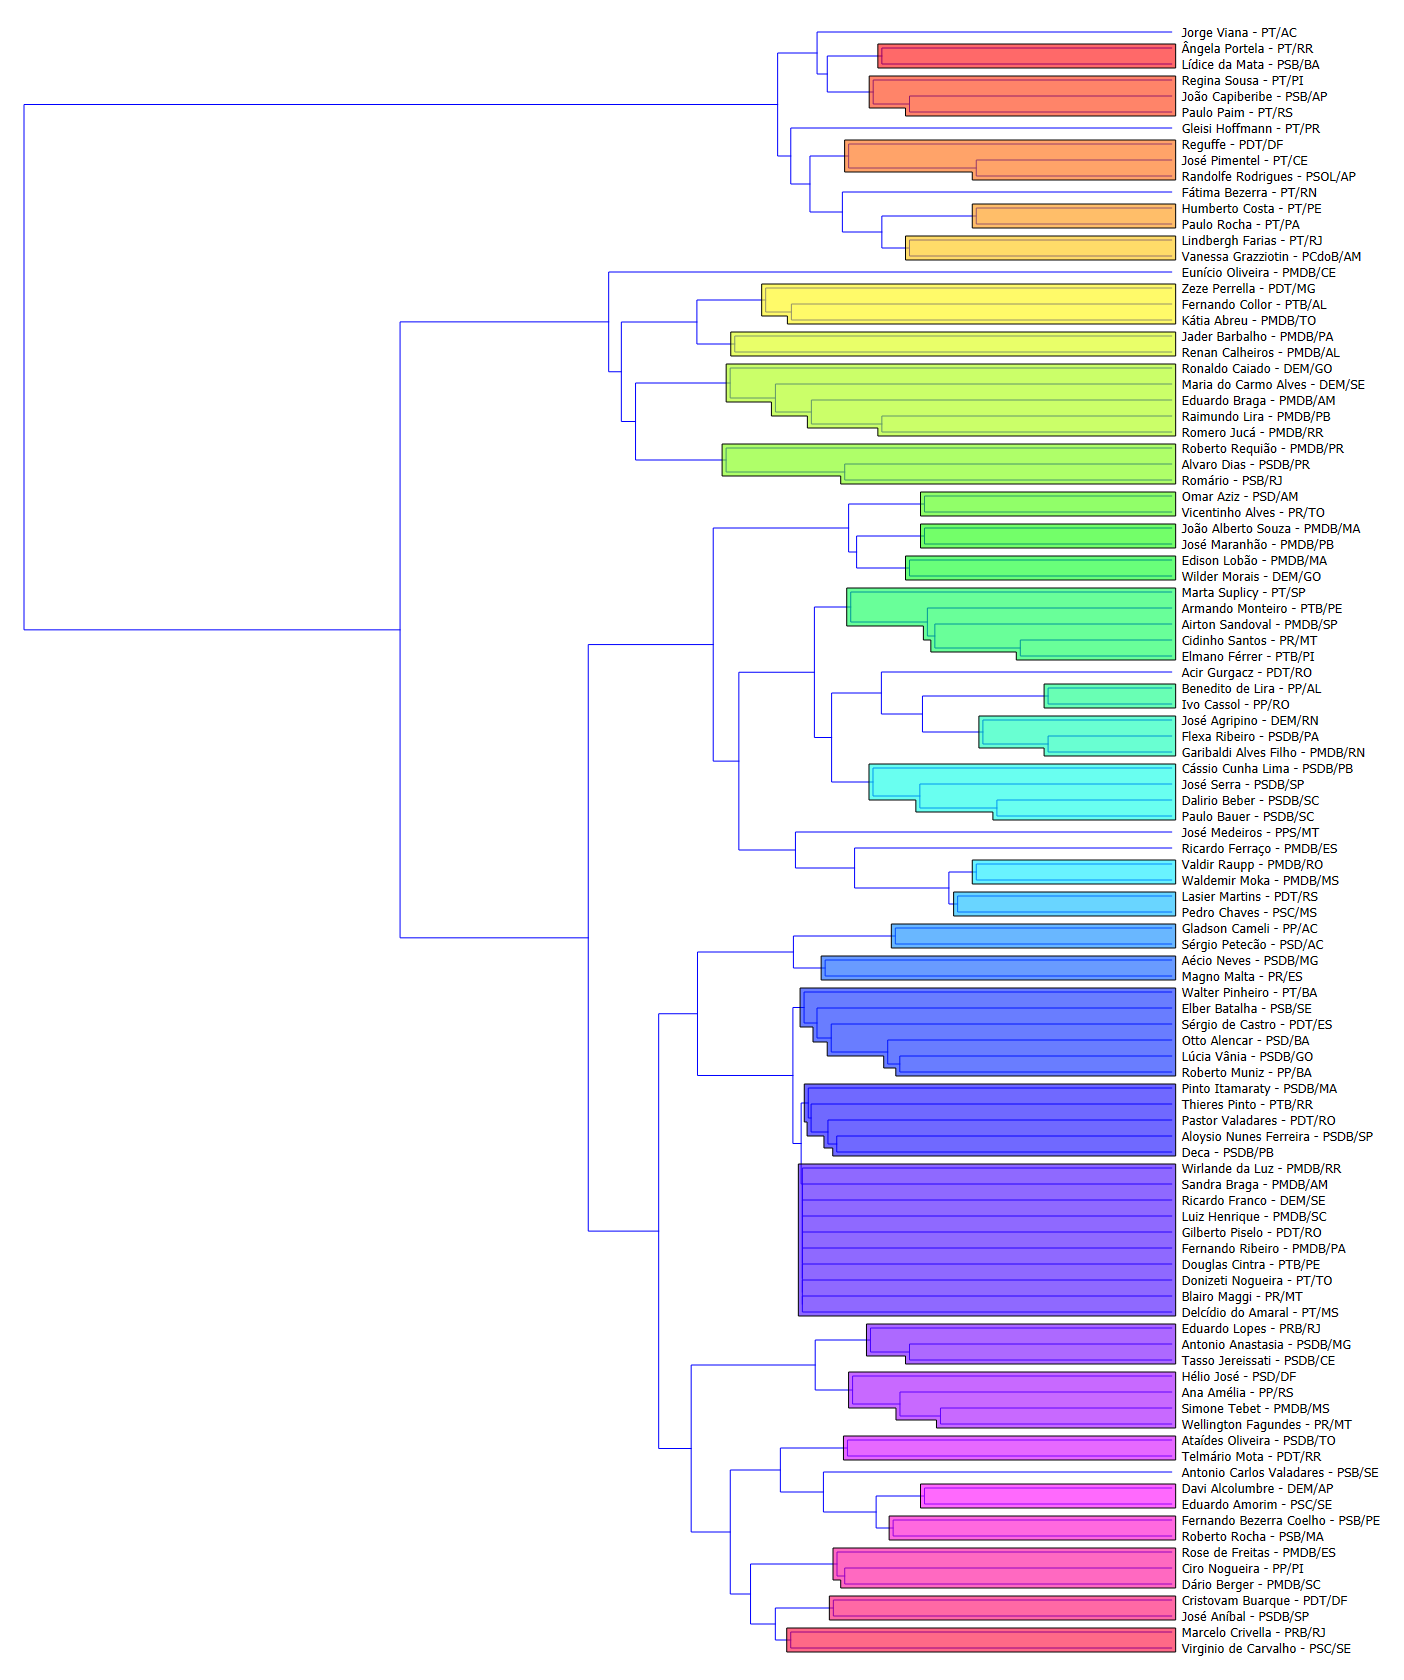 Jorge Viana - PT/AC
Ângela Portela - PT/RR
Lídice da Mata - PSB/BA
Regina Sousa - PT/PI
João Capiberibe - PSB/AP
Paulo Paim - PT/RS
Gleisi Hoffmann - PT/PR
Reguffe - PDT/DF
José Pimentel - PT/CE
Randolfe Rodrigues - PSOL/AP
Fátima Bezerra - PT/RN
Humberto Costa - PT/PE
Paulo Rocha - PT/PA
Lindbergh Farias - PT/RJ
Vanessa Grazziotin - PCdoB/AM
Eunício Oliveira - PMDB/CE
Zeze Perrella - PDT/MG
Fernando Collor - PTB/AL
Kátia Abreu - PMDB/TO
Jader Barbalho - PMDB/PA
Renan Calheiros - PMDB/AL
Ronaldo Caiado - DEM/GO
Maria do Carmo Alves - DEM/SE
Eduardo Braga - PMDB/AM
Raimundo Lira - PMDB/PB
Romero Jucá - PMDB/RR
Roberto Requião - PMDB/PR
Alvaro Dias - PSDB/PR
Romário - PSB/RJ
Omar Aziz - PSD/AM
Vicentinho Alves - PR/TO
João Alberto Souza - PMDB/MA
José Maranhão - PMDB/PB
Edison Lobão - PMDB/MA
Wilder Morais - DEM/GO
Marta Suplicy - PT/SP
Armando Monteiro - PTB/PE
Airton Sandoval - PMDB/SP
Cidinho Santos - PR/MT
Elmano Férrer - PTB/PI
Acir Gurgacz - PDT/RO
Benedito de Lira - PP/AL
Ivo Cassol - PP/RO
José Agripino - DEM/RN
Flexa Ribeiro - PSDB/PA
Garibaldi Alves Filho - PMDB/RN
Cássio Cunha Lima - PSDB/PB
José Serra - PSDB/SP
Dalirio Beber - PSDB/SC
Paulo Bauer - PSDB/SC
José Medeiros - PPS/MT
Ricardo Ferraço - PMDB/ES
Valdir Raupp - PMDB/RO
Waldemir Moka - PMDB/MS
Lasier Martins - PDT/RS
Pedro Chaves - PSC/MS
Gladson Cameli - PP/AC
Sérgio Petecão - PSD/AC
Aécio Neves - PSDB/MG
Magno Malta - PR/ES
Walter Pinheiro - PT/BA
Elber Batalha - PSB/SE
Sérgio de Castro - PDT/ES
Otto Alencar - PSD/BA
Lúcia Vânia - PSDB/GO
Roberto Muniz - PP/BA
Pinto Itamaraty - PSDB/MA
Thieres Pinto - PTB/RR
Pastor Valadares - PDT/RO
Aloysio Nunes Ferreira - PSDB/SP
Deca - PSDB/PB
Wirlande da Luz - PMDB/RR
Sandra Braga - PMDB/AM
Ricardo Franco - DEM/SE
Luiz Henrique - PMDB/SC
Gilberto Piselo - PDT/RO
Fernando Ribeiro - PMDB/PA
Douglas Cintra - PTB/PE
Donizeti Nogueira - PT/TO
Blairo Maggi - PR/MT
Delcídio do Amaral - PT/MS
Eduardo Lopes - PRB/RJ
Antonio Anastasia - PSDB/MG
Tasso Jereissati - PSDB/CE
Hélio José - PSD/DF
Ana Amélia - PP/RS
Simone Tebet - PMDB/MS
Wellington Fagundes - PR/MT
Ataídes Oliveira - PSDB/TO
Telmário Mota - PDT/RR
Antonio Carlos Valadares - PSB/SE
Davi Alcolumbre - DEM/AP
Eduardo Amorim - PSC/SE
Fernando Bezerra Coelho - PSB/PE
Roberto Rocha - PSB/MA
Rose de Freitas - PMDB/ES
Ciro Nogueira - PP/PI
Dário Berger - PMDB/SC
Cristovam Buarque - PDT/DF
José Aníbal - PSDB/SP
Marcelo Crivella - PRB/RJ
Virginio de Carvalho - PSC/SE